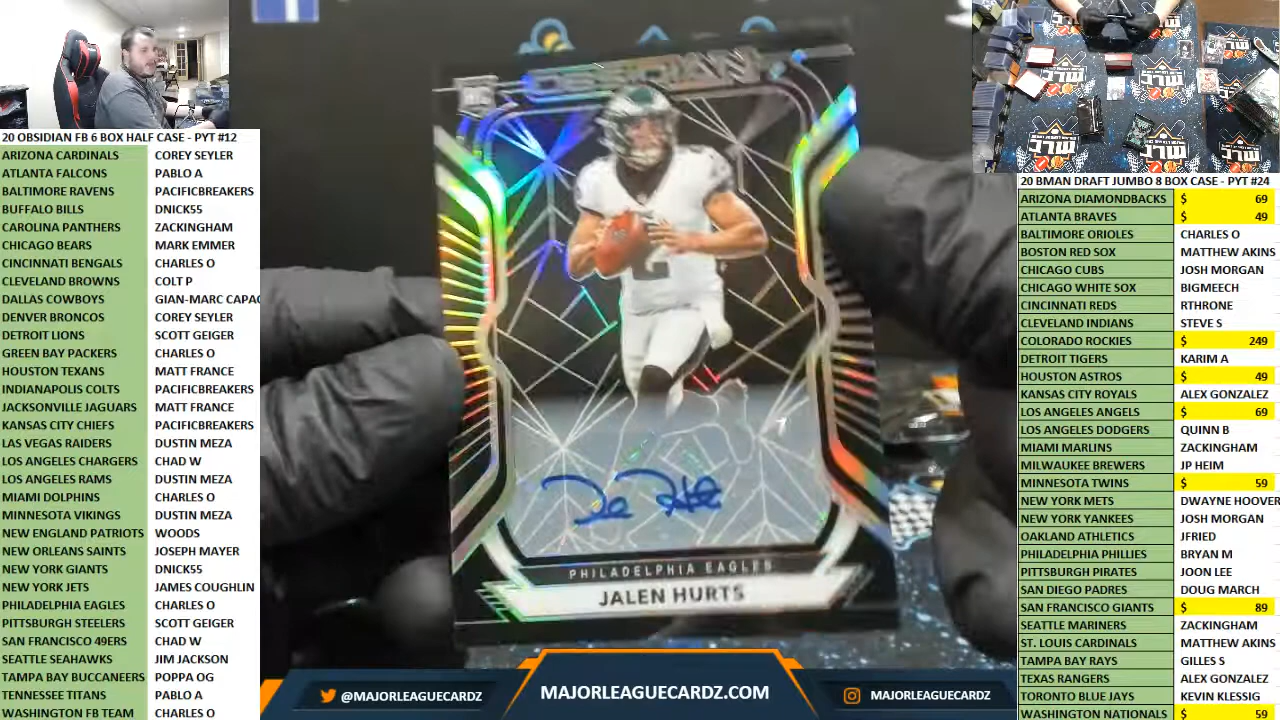 20 OBSIDIAN FB 6 BOX HALF CASE - PYT #12
ARIZONA CARDINALS COREY SEYLER
ATLANTA FALCONS PABLO A
BALTIMORE RAVENS PACIFICBREAKERS
BUFFALO BILLS DNICK55
CAROLINA PANTHERS ZACKINGHAM
CHICAGO BEARS MARK EMMER
CINCINNATI BENGALS CHARLES O
CLEVELAND BROWNS COLT P
DALLAS COWBOYS GIAN-MARC CAPAC
DENVER BRONCOS COREY SEYLER
DETROIT LIONS SCOTT GEIGER
GREEN BAY PACKERS CHARLES O
HOUSTON TEXANS MATT FRANCE
INDIANAPOLIS COLTS PACIFICBREAKERS
JACKSONVILLE JAGUARS MATT FRANCE
KANSAS CITY CHIEFS PACIFICBREAKERS
LAS VEGAS RAIDERS DUSTIN MEZA
LOS ANGELES CHARGERS CHAD W
LOS ANGELES RAMS DUSTIN MEZA
MIAMI DOLPHINS CHARLES O
MINNESOTA VIKINGS DUSTIN MEZA
NEW ENGLAND PATRIOTS WOODS
NEW ORLEANS SAINTS JOSEPH MAYER
NEW YORK GIANTS DNICK55
NEW YORK JETS JAMES COUGHLIN
PHILADELPHIA EAGLES CHARLES O
PITTSBURGH STEELERS SCOTT GEIGER
SAN FRANCISCO 49ERS CHAD W
SEATTLE SEAHAWKS JIM JACKSON
TAMPA BAY BUCCANEERS POPPA OG
TENNESSEE TITANS PABLO A
WASHINGTON FB TEAM CHARLES O
OBSIDIAN
2
PHILADELPHIA EAGLES
JALEN HURTS
@MAJORLEAGUECARDZ
MAJORLEAGUECARDZ.COM
MAJORLEAGUECARDZ
20 BMAN DRAFT JUMBO 8 BOX CASE - PYT #24
ARIZONA DIAMONDBACKS $ 69
ATLANTA BRAVES $ 49
BALTIMORE ORIOLES CHARLES O
BOSTON RED SOX MATTHEW AKINS
CHICAGO CUBS JOSH MORGAN
CHICAGO WHITE SOX BIGMEECH
CINCINNATI REDS RTHRONE
CLEVELAND INDIANS STEVE S
COLORADO ROCKIES $ 249
DETROIT TIGERS KARIM A
HOUSTON ASTROS $ 49
KANSAS CITY ROYALS ALEX GONZALEZ
LOS ANGELES ANGELS $ 69
LOS ANGELES DODGERS QUINN B
MIAMI MARLINS ZACKINGHAM
MILWAUKEE BREWERS JP HEIM
MINNESOTA TWINS $ 59
NEW YORK METS DWAYNE HOOVER
NEW YORK YANKEES JOSH MORGAN
OAKLAND ATHLETICS JFRIED
PHILADELPHIA PHILLIES BRYAN M
PITTSBURGH PIRATES JOON LEE
SAN DIEGO PADRES DOUG MARCH
SAN FRANCISCO GIANTS $ 89
SEATTLE MARINERS ZACKINGHAM
ST. LOUIS CARDINALS MATTHEW AKINS
TAMPA BAY RAYS GILLES S
TEXAS RANGERS ALEX GONZALEZ
TORONTO BLUE JAYS KEVIN KLESSIG
WASHINGTON NATIONALS $ 59